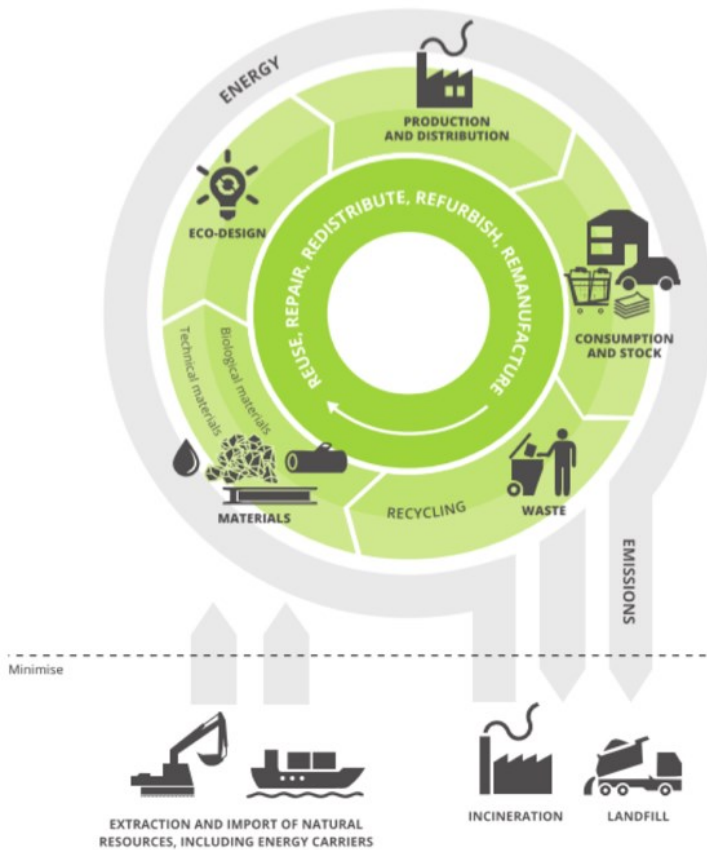 ENERGY
PRODUCTION
AND DISTRIBUTION
ECO-DESIGN
REUSE, REPAIR, REDISTRIBUTE, REFURBISH, REMANUFACTURE
CONSUMPTION
AND STOCK
Technical materials
Biological materials
MATERIALS
RECYCLING
WASTE
EMISSIONS
Minimise
EXTRACTION AND IMPORT OF NATURAL
RESOURCES, INCLUDING ENERGY CARRIERS
INCINERATION
LANDFILL